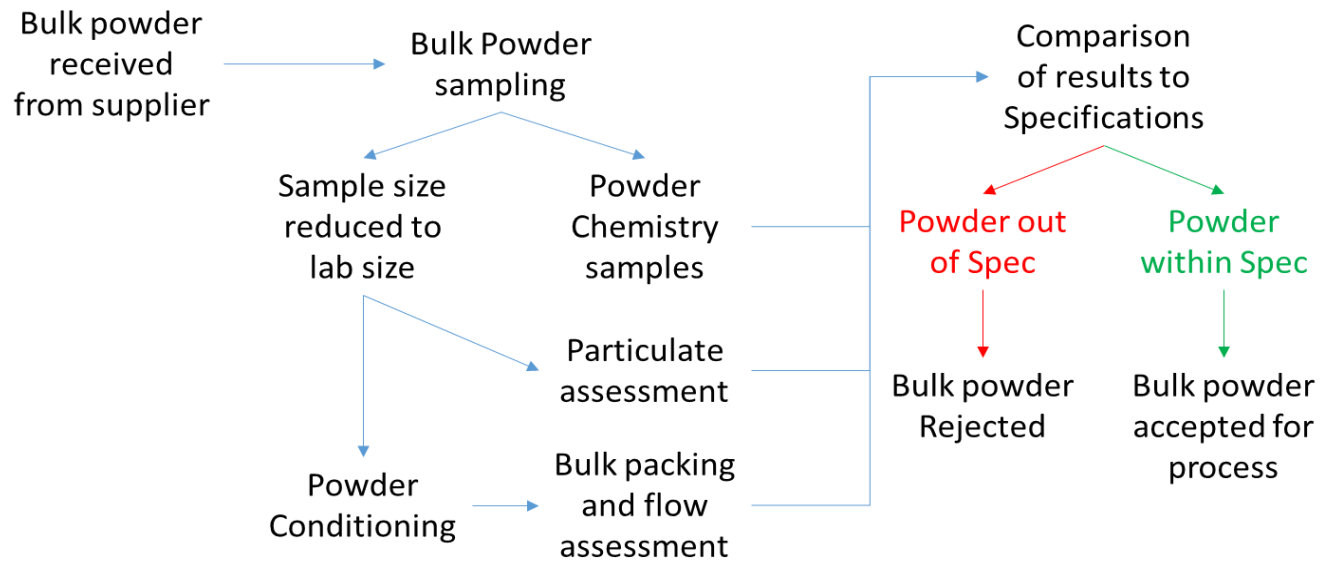 Bulk powder
received
from supplier
Bulk Powder
sampling
Sample size
reduced to
lab size
Powder
Chemistry
samples
Particulate
assessment
Powder
Conditioning
Bulk packing
and flow
assessment
Comparison
of results to
Specifications
Powder out
of Spec
Powder
within Spec
Bulk powder
Rejected
Bulk powder
accepted for
process